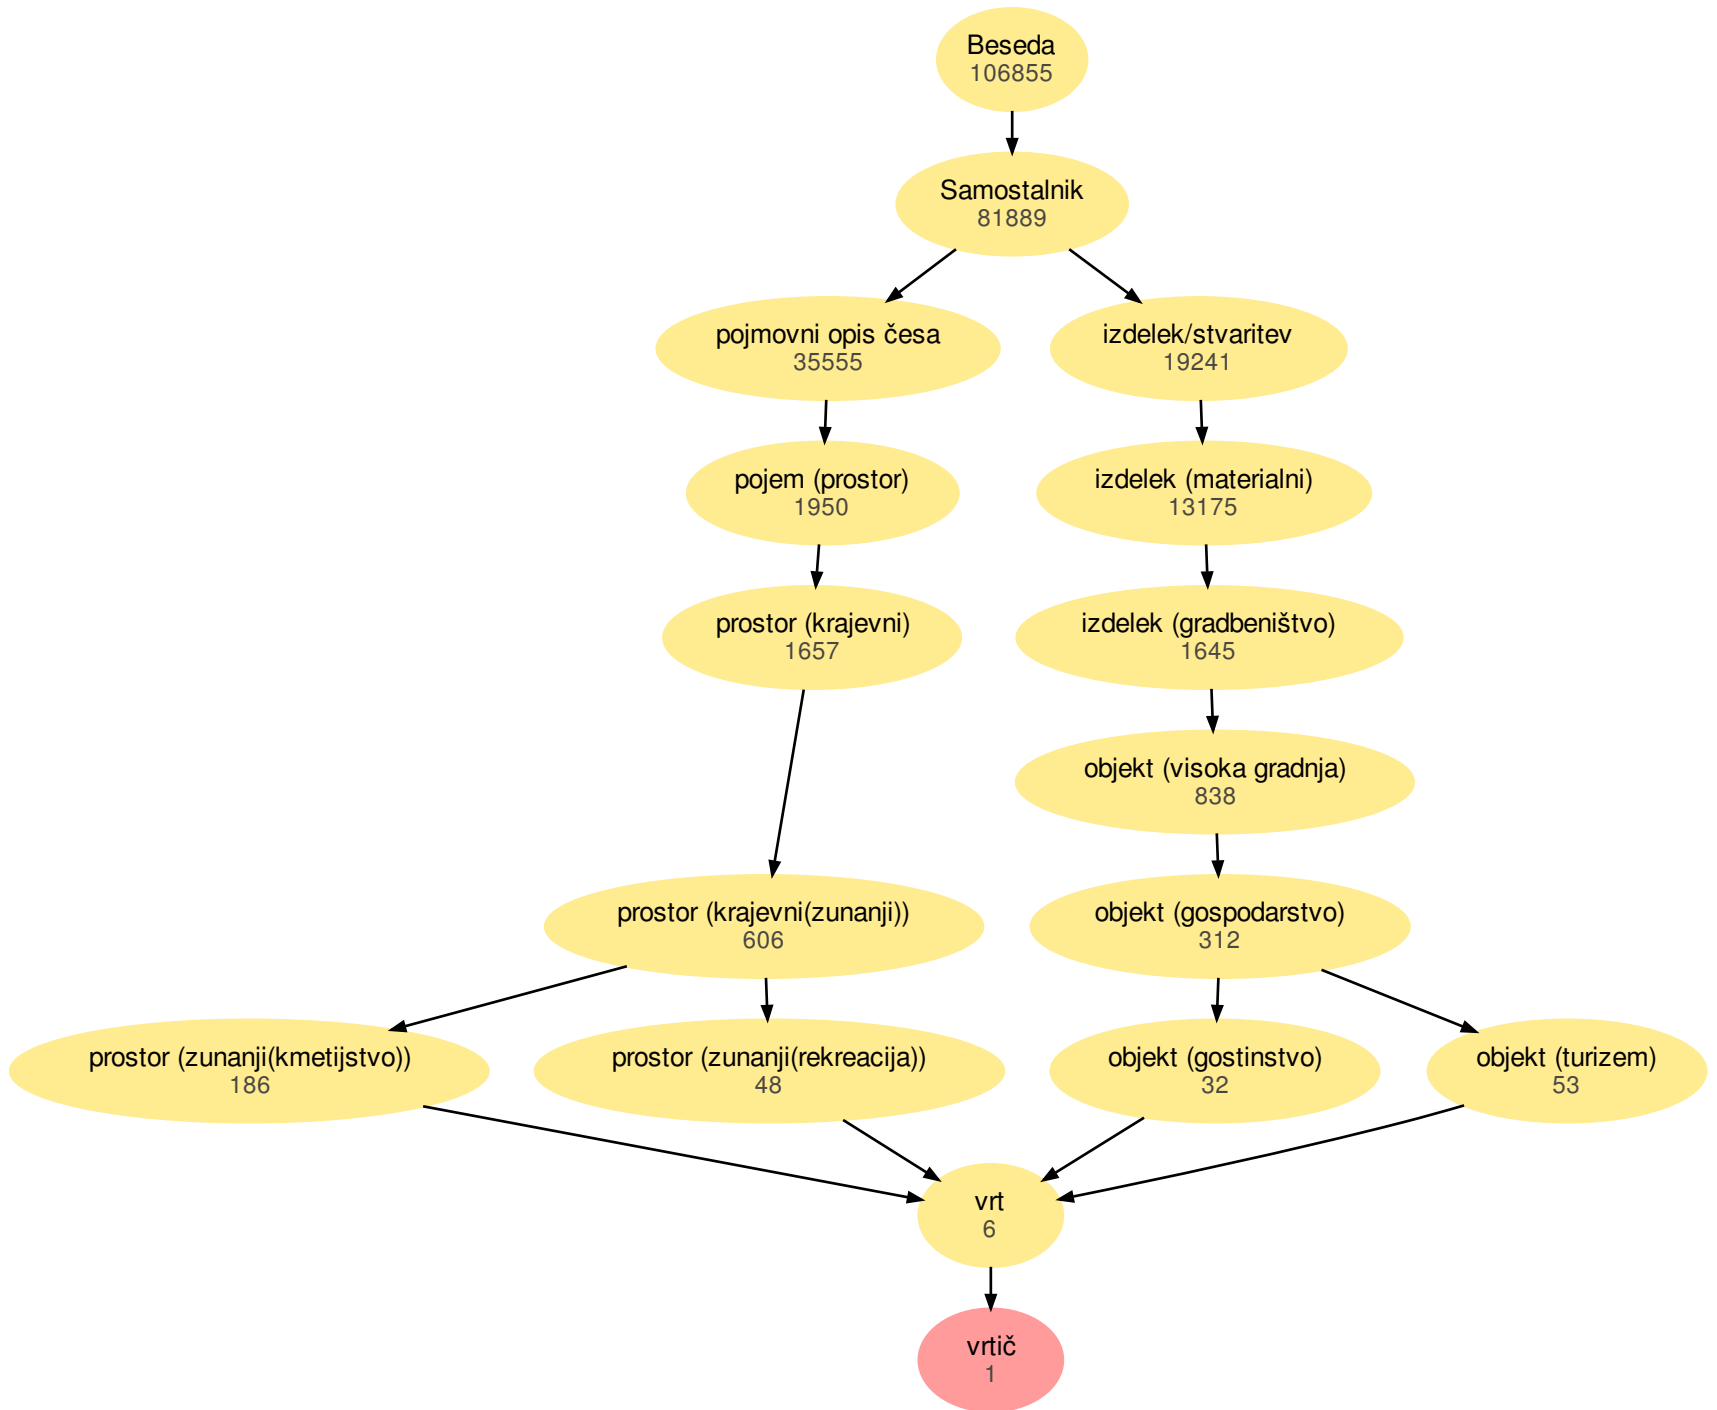 Beseda
106855
Samostalnik
81889
pojmovni opis česa
35555
izdelek/stvaritev
19241
pojem (prostor)
1950
izdelek (materialni)
13175
prostor (krajevni)
1657
izdelek (gradbeništvo)
1645
objekt (visoka gradnja)
838
prostor (krajevni(zunanji))
606
objekt (gospodarstvo)
312
prostor (zunanji(kmetijstvo))
186
prostor (zunanji(rekreacija))
48
objekt (gostinstvo)
32
objekt (turizem)
53
vrt
6
vrtič
1